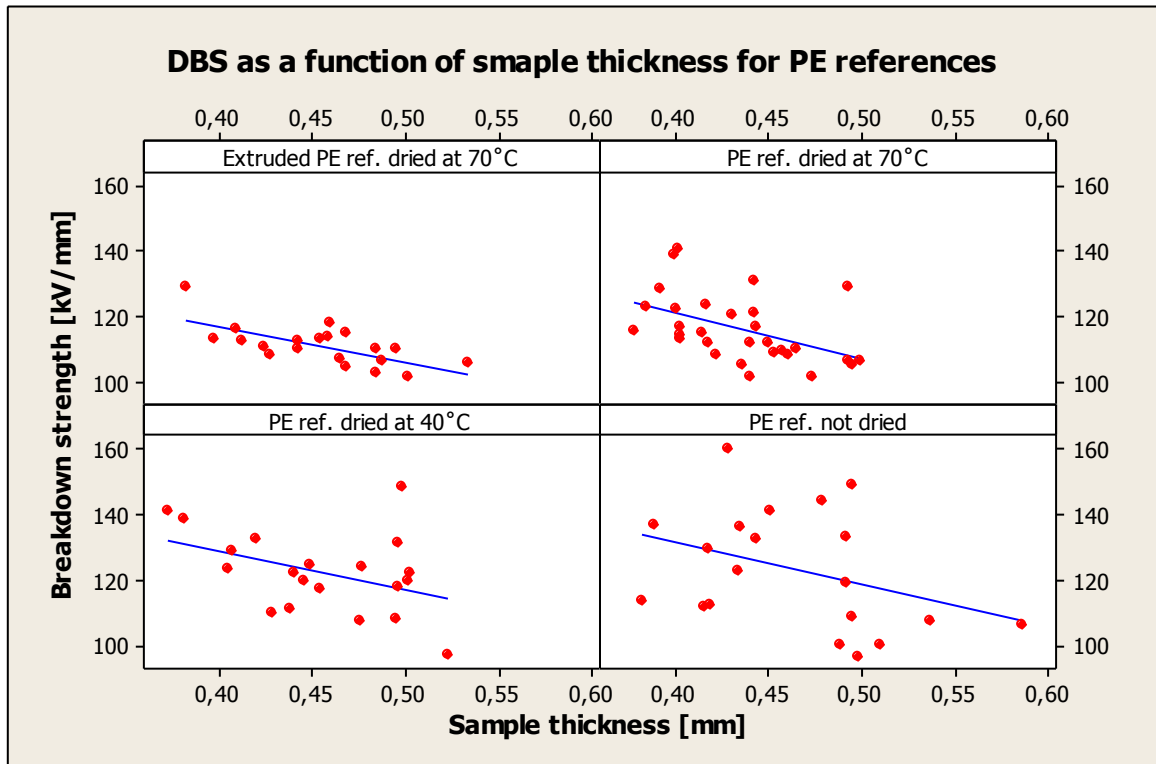 DBS as a function of smaple thickness for PE references
0,40 0,45 0,50 0,55 0,60 0,40 0,45 0,50 0,55 0,60
Extruded PE ref. dried at 70°C PE ref. dried at 70°C
160 160
140 140
120 120
100 100
PE ref. dried at 40°C PE ref. not dried
160 160
140 140
120 120
100 100
Breakdown strength [kV/mm]
0,40 0,45 0,50 0,55 0,60 0,40 0,45 0,50 0,55 0,60
Sample thickness [mm]